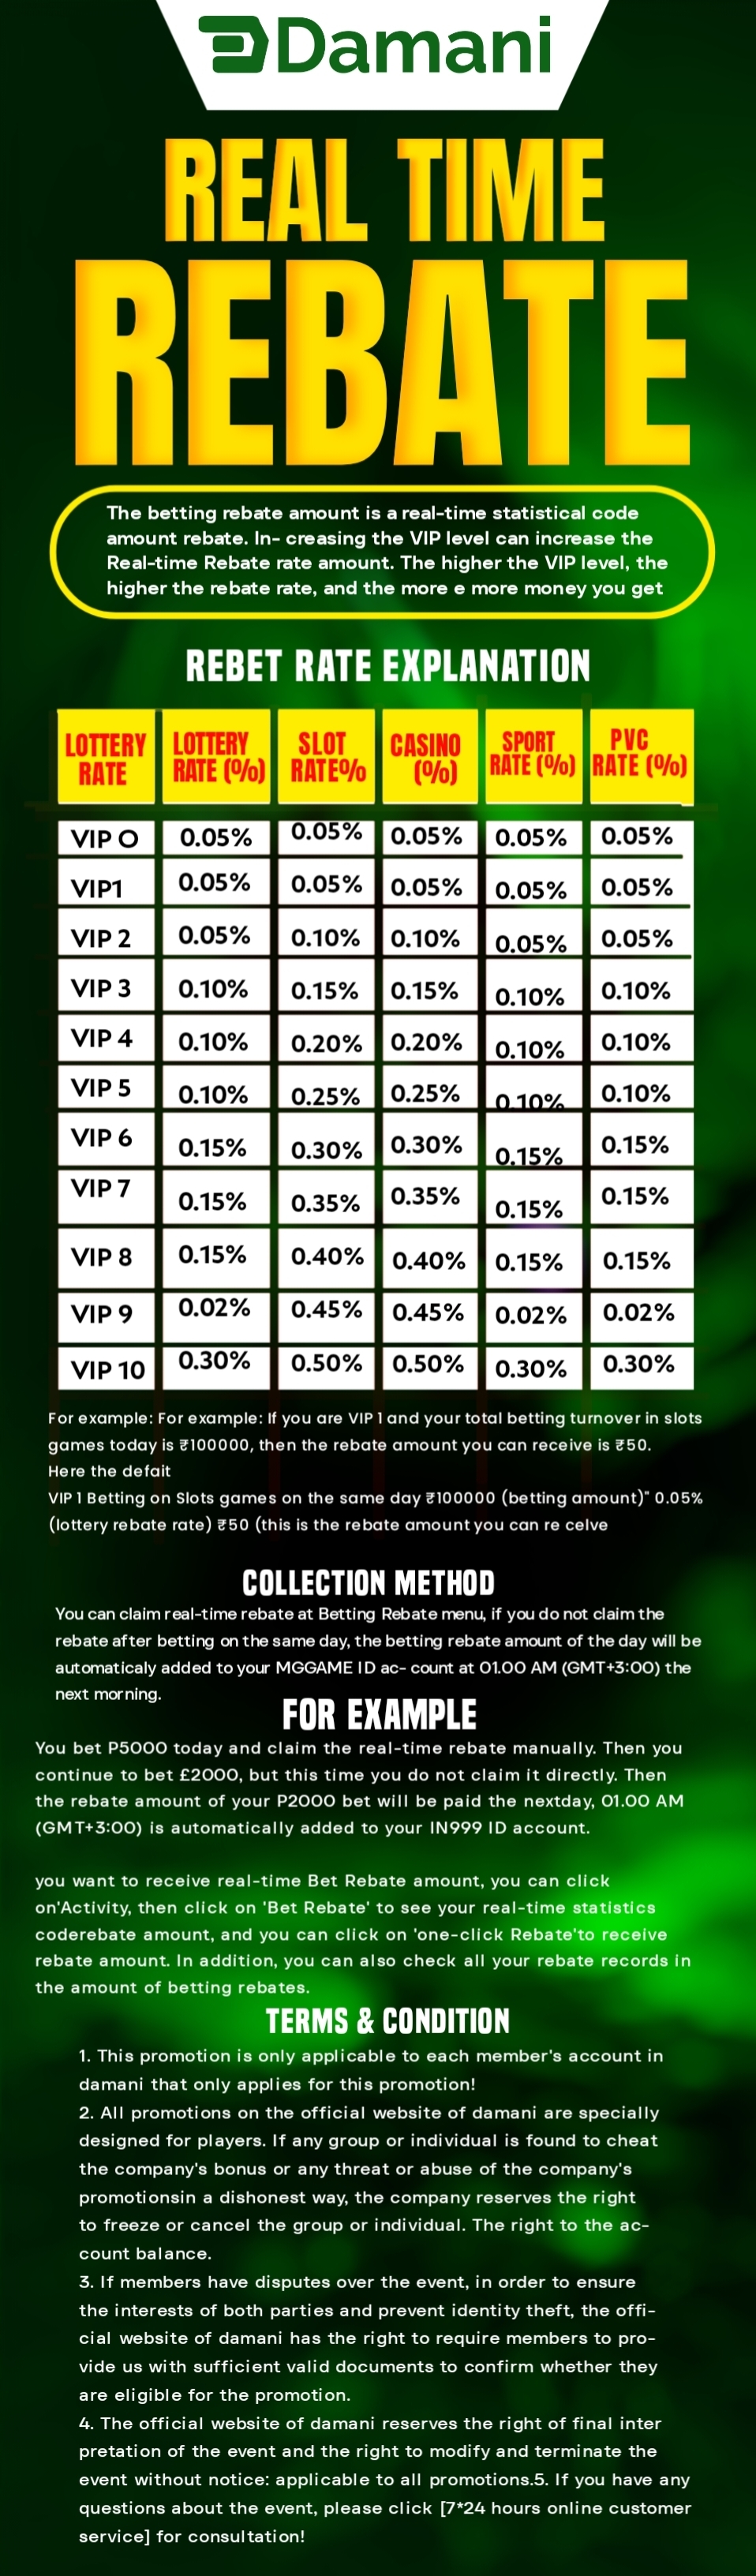 Damani
REAL TIME
REBATE
The betting rebate amount is a real-time statistical code
amount rebate. In- creasing the VIP level can increase the
Real-time Rebate rate amount. The higher the VIP level, the
higher the rebate rate, and the more e more money you get
REBET RATE EXPLANATION
LOTTERY RATE LOTTERY RATE (%) SLOT RATE% CASINO (%) SPORT RATE (%) PVC RATE (%)
VIP O 0.05% 0.05% 0.05% 0.05% 0.05%
VIP1 0.05% 0.05% 0.05% 0.05% 0.05%
VIP 2 0.05% 0.10% 0.10% 0.05% 0.05%
VIP 3 0.10% 0.15% 0.15% 0.10% 0.10%
VIP 4 0.10% 0.20% 0.20% 0.10% 0.10%
VIP 5 0.10% 0.25% 0.25% 0.10% 0.10%
VIP 6 0.15% 0.30% 0.30% 0.15% 0.15%
VIP 7 0.15% 0.35% 0.35% 0.15% 0.15%
VIP 8 0.15% 0.40% 0.40% 0.15% 0.15%
VIP 9 0.02% 0.45% 0.45% 0.02% 0.02%
VIP 10 0.30% 0.50% 0.50% 0.30% 0.30%
For example: For example: If you are VIP 1 and your total betting turnover in slots
games today is ₹100000, then the rebate amount you can receive is ₹50.
Here the defait
VIP 1 Betting on Slots games on the same day ₹100000 (betting amount)" 0.05%
(lottery rebate rate) ₹50 (this is the rebate amount you can re celve
COLLECTION METHOD
You can claim real-time rebate at Betting Rebate menu, if you do not claim the
rebate after betting on the same day, the betting rebate amount of the day will be
automaticaly added to your MGGAME ID ac- count at 01.00 AM (GMT+3:00) the
next morning.
FOR EXAMPLE
You bet P5000 today and claim the real-time rebate manually. Then you
continue to bet £2000, but this time you do not claim it directly. Then
the rebate amount of your P2000 bet will be paid the nextday, 01.00 AM
(GMT+3:00) is automatically added to your IN999 ID account.
you want to receive real-time Bet Rebate amount, you can click
on'Activity, then click on 'Bet Rebate' to see your real-time statistics
coderebate amount, and you can click on 'one-click Rebate'to receive
rebate amount. In addition, you can also check all your rebate records in
the amount of betting rebates.
TERMS & CONDITION
1. This promotion is only applicable to each member's account in
damani that only applies for this promotion!
2. All promotions on the official website of damani are specially
designed for players. If any group or individual is found to cheat
the company's bonus or any threat or abuse of the company's
promotionsin a dishonest way, the company reserves the right
to freeze or cancel the group or individual. The right to the ac-
count balance.
3. If members have disputes over the event, in order to ensure
the interests of both parties and prevent identity theft, the offi-
cial website of damani has the right to require members to pro-
vide us with sufficient valid documents to confirm whether they
are eligible for the promotion.
4. The official website of damani reserves the right of final inter
pretation of the event and the right to modify and terminate the
event without notice: applicable to all promotions.5. If you have any
questions about the event, please click [7*24 hours online customer
service] for consultation!